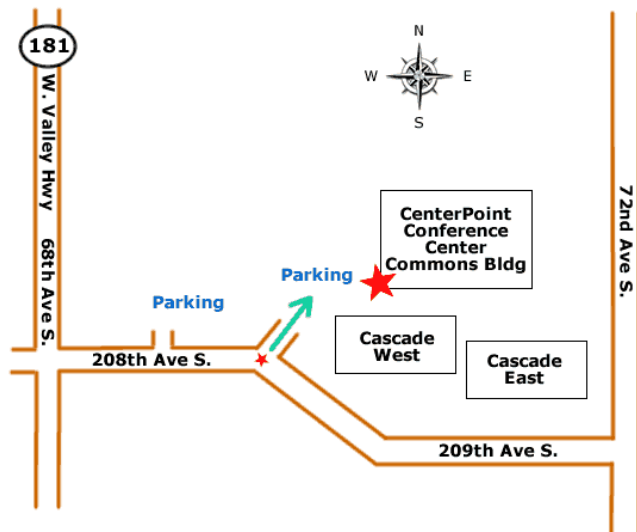 181
N
W
E
S
W. Valley Hwy 68th Ave S.
72nd Ave S.
CenterPoint
Conference
Center
Commons Bldg
Parking
Parking
Cascade
West
Cascade
East
208th Ave S.
209th Ave S.